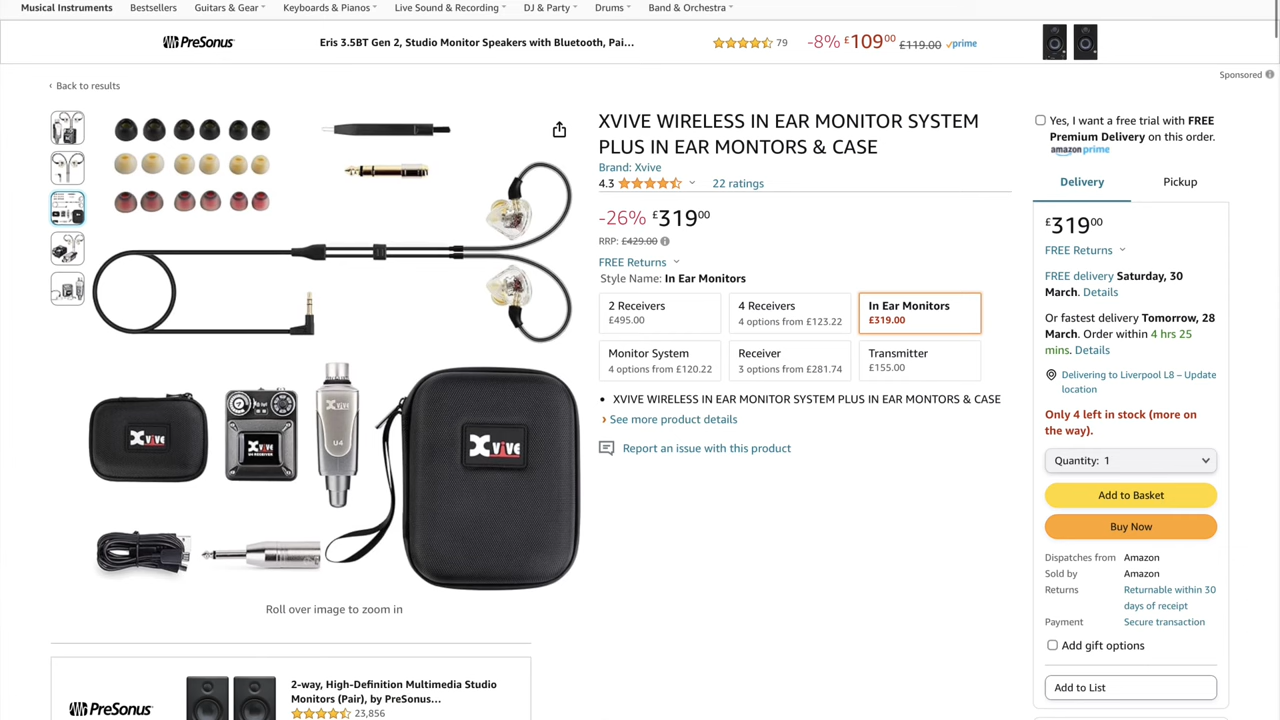 Musical Instruments Bestsellers Guitars & Gear Keyboards & Pianos Live Sound & Recording DJ & Party Drums Band & Orchestra
PreSonus Eris 3.5BT Gen 2, Studio Monitor Speakers with Bluetooth, Pai... 79 -8% £109.00 £119.00 prime
Sponsored
‹ Back to results
XVIVE WIRELESS IN EAR MONITOR SYSTEM
PLUS IN EAR MONTORS & CASE
Brand: Xvive
4.3 22 ratings
-26% £319.00
RRP: £429.00
FREE Returns
Style Name: In Ear Monitors
2 Receivers
£495.00
4 Receivers
4 options from £123.22
In Ear Monitors
£319.00
Monitor System
4 options from £120.22
Receiver
3 options from £281.74
Transmitter
£155.00
• XVIVE WIRELESS IN EAR MONITOR SYSTEM PLUS IN EAR MONTORS & CASE
› See more product details
Report an issue with this product
Xvive
Xvive
U4 RECEIVER
Xvive
U4
Xvive
Roll over image to zoom in
PreSonus
2-way, High-Definition Multimedia Studio
Monitors (Pair), by PreSonus...
23,856
Yes, I want a free trial with FREE
Premium Delivery on this order.
amazon prime
Delivery Pickup
£319.00
FREE Returns
FREE delivery Saturday, 30
March. Details
Or fastest delivery Tomorrow, 28
March. Order within 4 hrs 25
mins. Details
Delivering to Liverpool L8 – Update
location
Only 4 left in stock (more on
the way).
Quantity: 1
Add to Basket
Buy Now
Dispatches from Amazon
Sold by Amazon
Returns Returnable within 30
days of receipt
Payment Secure transaction
Add gift options
Add to List